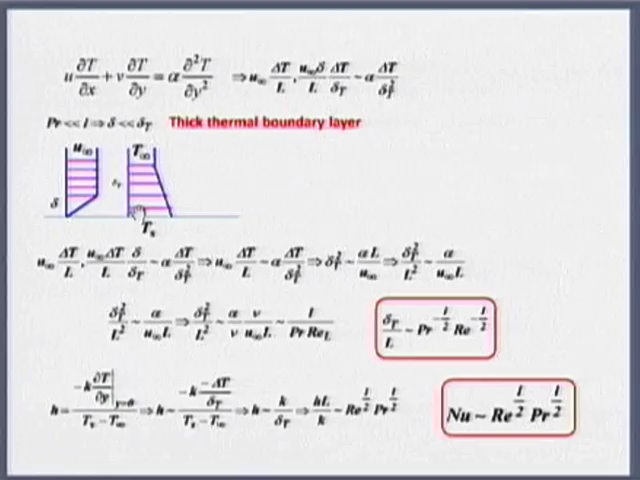 u ∂T/∂x + v ∂T/∂y = α ∂²T/∂y² ⇒ u∞ ΔT/L, u∞δ/L ΔT/δT ~ α ΔT/δT²
Pr << 1 ⇒ δ << δT Thick thermal boundary layer
u∞ T∞
δ δT
Ts
u∞ ΔT/L, u∞ΔT/L δ/δT ~ α ΔT/δT² ⇒ u∞ ΔT/L ~ α ΔT/δT² ⇒ δT² ~ αL/u∞ ⇒ δT²/L² ~ α/u∞L
δT²/L² ~ α/u∞L ⇒ δT²/L² ~ α/ν ν/u∞L ~ 1/Pr ReL
δT/L ~ Pr^(-1/2) Re^(-1/2)
h = -k ∂T/∂y|y=0 / Ts - T∞ ⇒ h ~ -k -ΔT/δT / Ts - T∞ ⇒ h ~ k/δT ⇒ hL/k ~ Re^(1/2) Pr^(1/2)
Nu ~ Re^(1/2) Pr^(1/2)